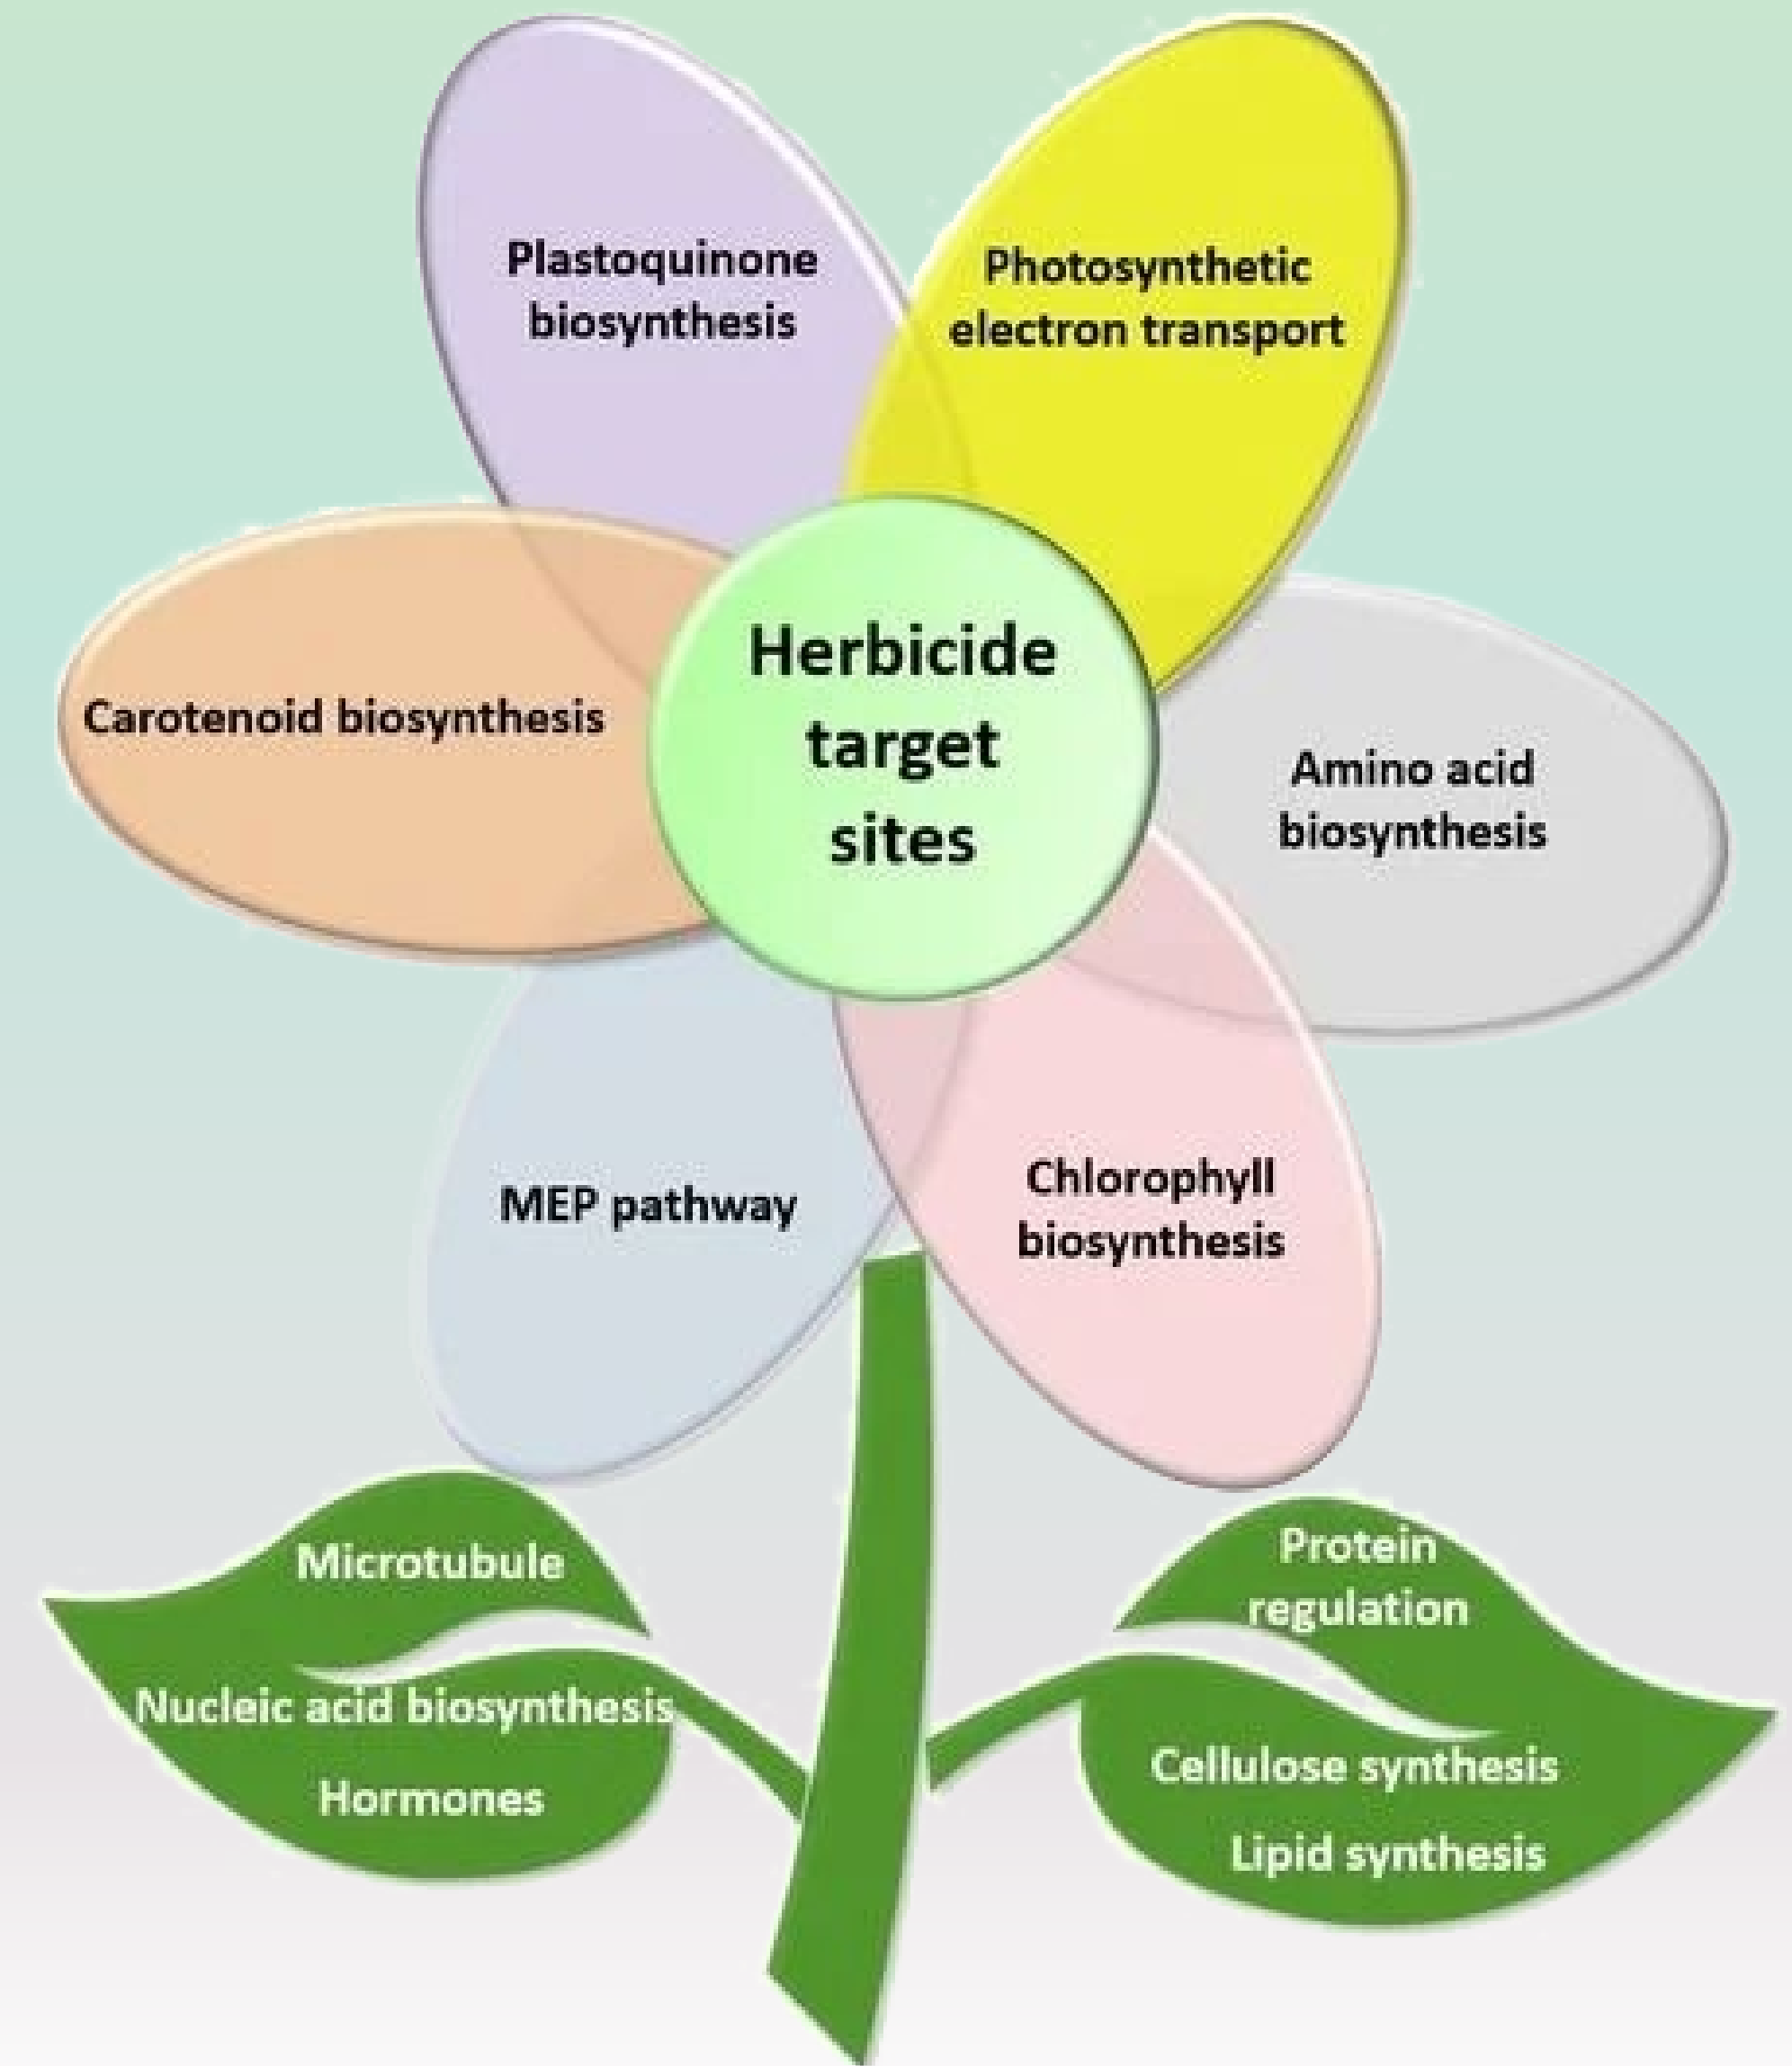 Plastoquinone
biosynthesis
Photosynthetic
electron transport
Carotenoid biosynthesis
Herbicide
target
sites
Amino acid
biosynthesis
MEP pathway
Chlorophyll
biosynthesis
Microtubule
Nucleic acid biosynthesis
Hormones
Protein
regulation
Cellulose synthesis
Lipid synthesis